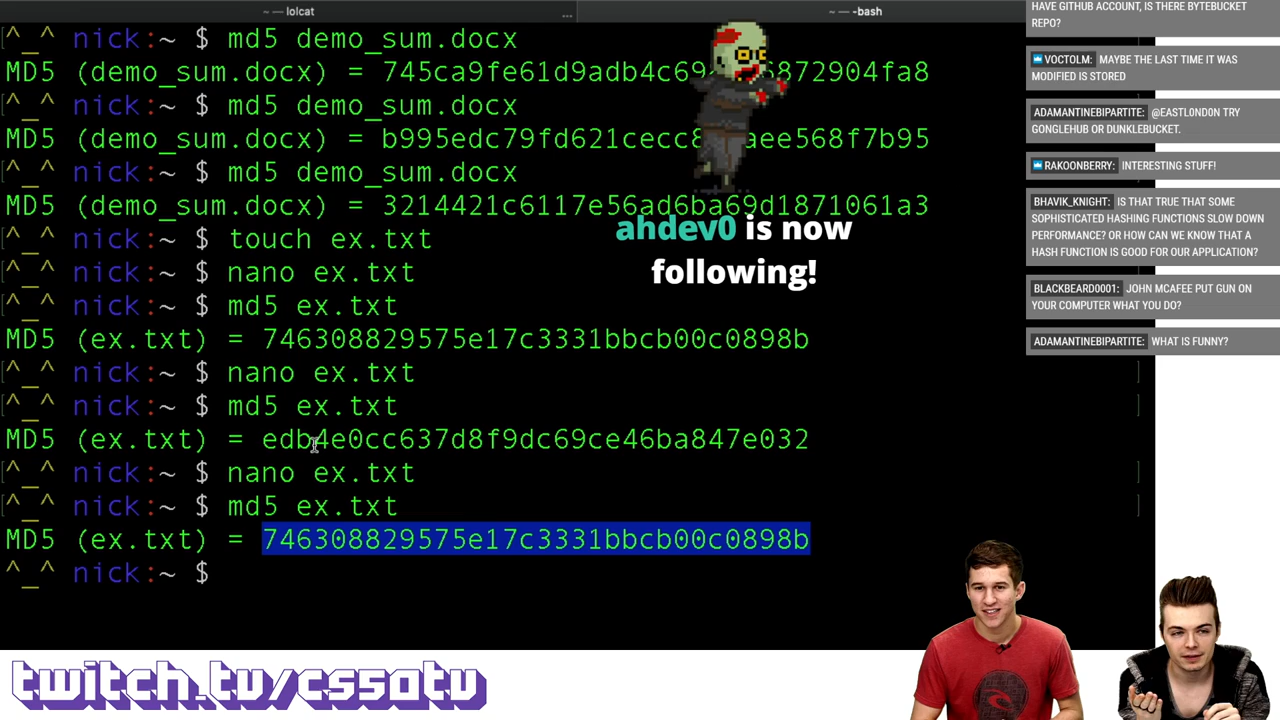 ~ — lolcat
...
~ — -bash
[^_^ nick:~ $ md5 demo_sum.docx
MD5 (demo_sum.docx) = 745ca9fe61d9adb4c69 872904fa8
[^_^ nick:~ $ md5 demo_sum.docx
MD5 (demo_sum.docx) = b995edc79fd621cecc8 aee568f7b95
[^_^ nick:~ $ md5 demo_sum.docx
MD5 (demo_sum.docx) = 3214421c6117e56ad6ba69d1871061a3
[^_^ nick:~ $ touch ex.txt
[^_^ nick:~ $ nano ex.txt
[^_^ nick:~ $ md5 ex.txt
MD5 (ex.txt) = 746308829575e17c3331bbcb00c0898b
[^_^ nick:~ $ nano ex.txt ]
[^_^ nick:~ $ md5 ex.txt ]
MD5 (ex.txt) = edb4e0cc637d8f9dc69ce46ba847e032
[^_^ nick:~ $ nano ex.txt ]
[^_^ nick:~ $ md5 ex.txt ]
MD5 (ex.txt) = 746308829575e17c3331bbcb00c0898b
^_^ nick:~ $
ahdev0 is now
following!
HAVE GITHUB ACCOUNT, IS THERE BYTEBUCKET
REPO?
VOCTOLM: MAYBE THE LAST TIME IT WAS
MODIFIED IS STORED
ADAMANTINEBIPARTITE: @EASTL0ND0N TRY
GONGLEHUB OR DUNKLEBUCKET.
RAKOONBERRY: INTERESTING STUFF!
BHAVIK_KNIGHT: IS THAT TRUE THAT SOME
SOPHISTICATED HASHING FUNCTIONS SLOW DOWN
PERFORMANCE? OR HOW CAN WE KNOW THAT A
HASH FUNCTION IS GOOD FOR OUR APPLICATION?
BLACKBEARD0001: JOHN MCAFEE PUT GUN ON
YOUR COMPUTER WHAT YOU DO?
ADAMANTINEBIPARTITE: WHAT IS FUNNY?
twitch.tv/cssatv